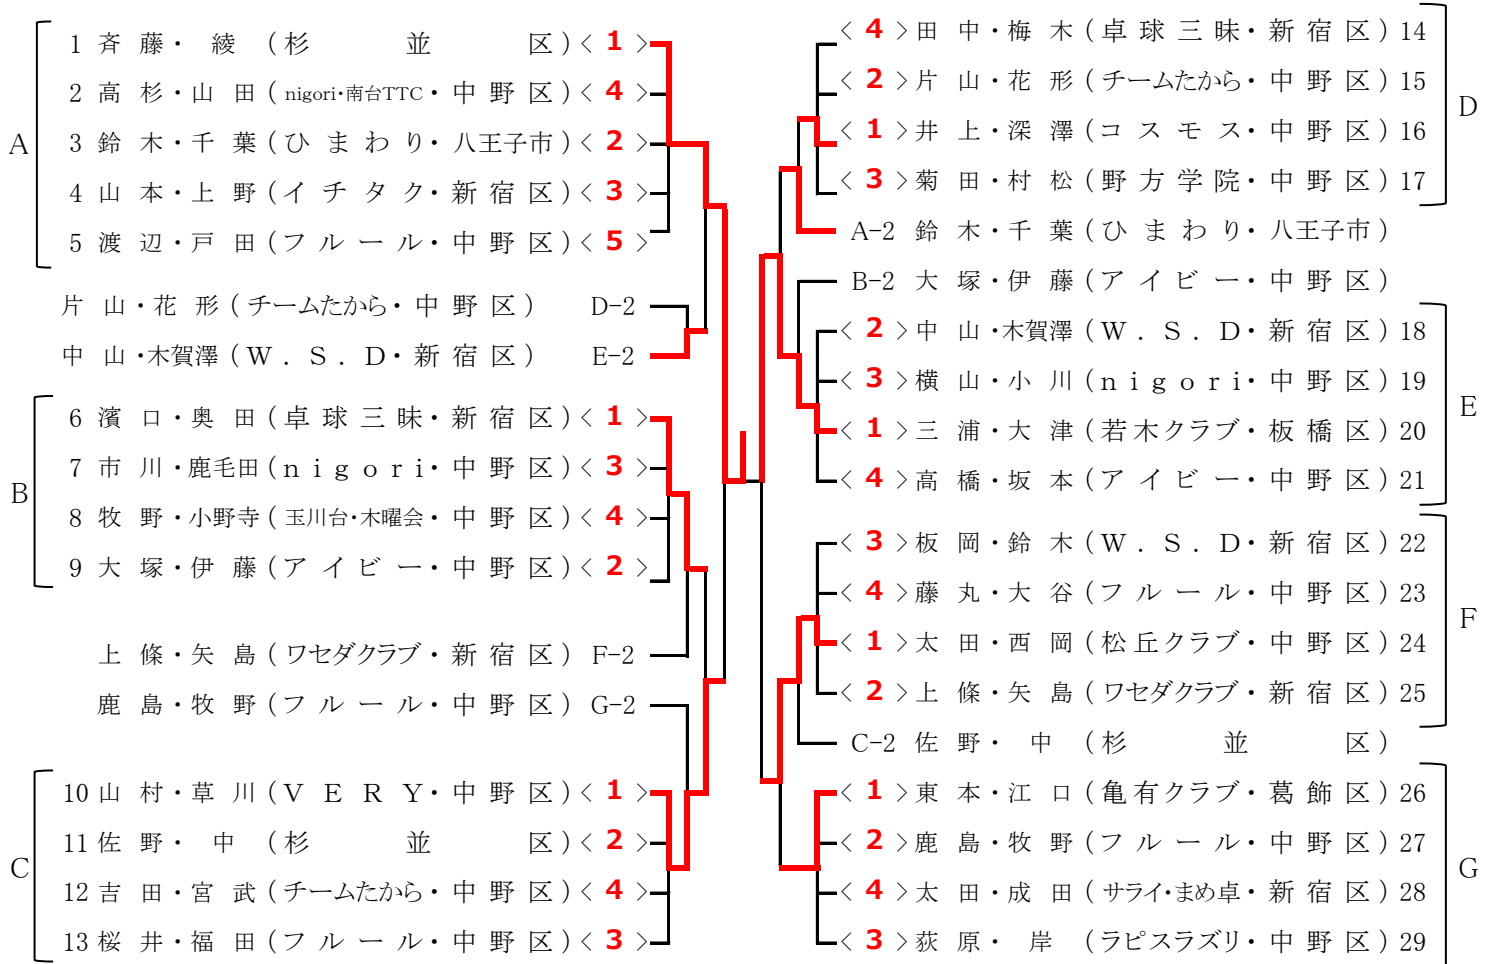 A
1 斉藤・綾(杉並区)< 1 >
2 高杉・山田(nigori・南台TTC・中野区)< 4 >
3 鈴木・千葉(ひまわり・八王子市)< 2 >
4 山本・上野(イチタク・新宿区)< 3 >
5 渡辺・戸田(フルール・中野区)< 5 >
片山・花形(チームたから・中野区) D-2
中山・木賀澤(W.S.D・新宿区) E-2
B
6 濱口・奥田(卓球三昧・新宿区)< 1 >
7 市川・鹿毛田(nigori・中野区)< 3 >
8 牧野・小野寺(玉川台・木曜会・中野区)< 4 >
9 大塚・伊藤(アイビー・中野区)< 2 >
上條・矢島(ワセダクラブ・新宿区) F-2
鹿島・牧野(フルール・中野区) G-2
C
10 山村・草川(VERY・中野区)< 1 >
11 佐野・中(杉並区)< 2 >
12 吉田・宮武(チームたから・中野区)< 4 >
13 桜井・福田(フルール・中野区)< 3 >
< 4 >田中・梅木(卓球三昧・新宿区)14
< 2 >片山・花形(チームたから・中野区)15
< 1 >井上・深澤(コスモス・中野区)16
< 3 >菊田・村松(野方学院・中野区)17
D
A-2 鈴木・千葉(ひまわり・八王子市)
B-2 大塚・伊藤(アイビー・中野区)
< 2 >中山・木賀澤(W.S.D・新宿区)18
< 3 >横山・小川(nigori・中野区)19
< 1 >三浦・大津(若木クラブ・板橋区)20
< 4 >高橋・坂本(アイビー・中野区)21
E
< 3 >板岡・鈴木(W.S.D・新宿区)22
< 4 >藤丸・大谷(フルール・中野区)23
< 1 >太田・西岡(松丘クラブ・中野区)24
< 2 >上條・矢島(ワセダクラブ・新宿区)25
F
C-2 佐野・中(杉並区)
< 1 >東本・江口(亀有クラブ・葛飾区)26
< 2 >鹿島・牧野(フルール・中野区)27
< 4 >太田・成田(サライ・まめ卓・新宿区)28
< 3 >荻原・岸(ラピスラズリ・中野区)29
G